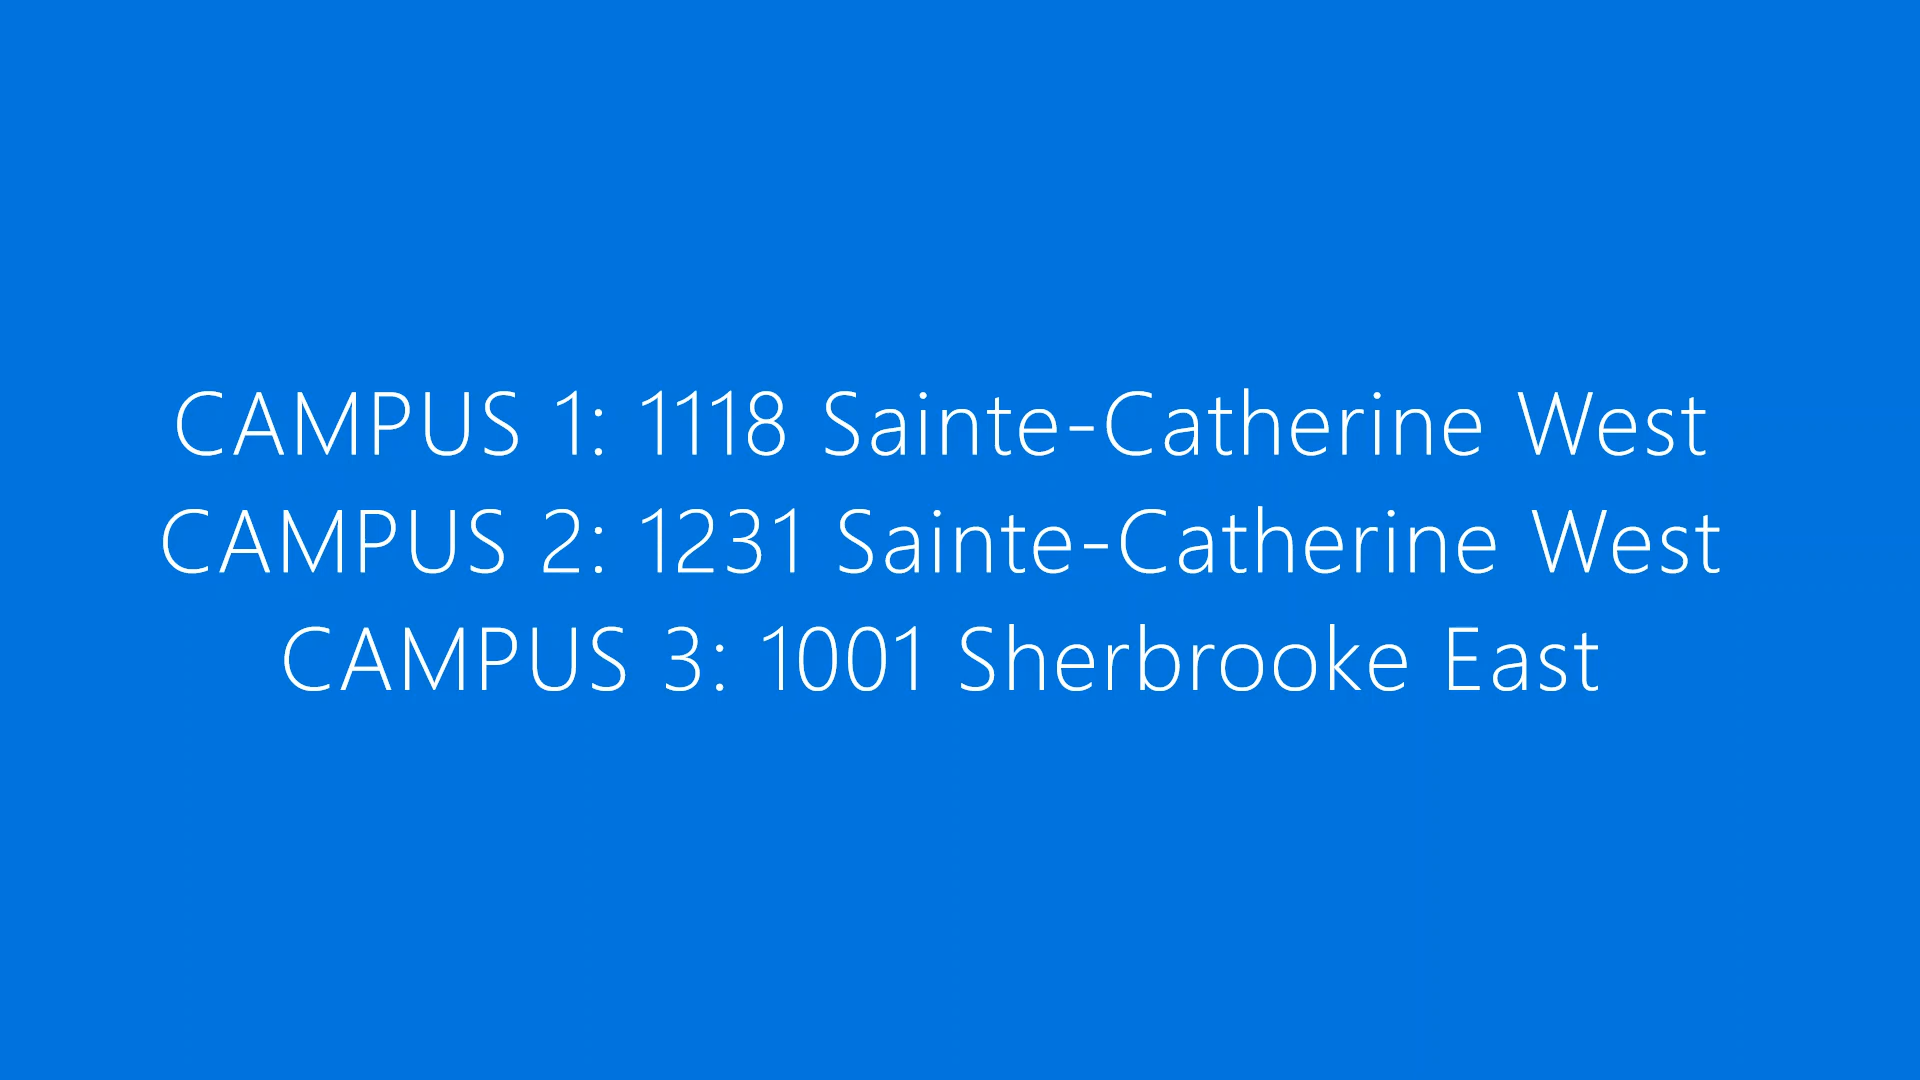 CAMPUS 1: 1118 Sainte-Catherine West
CAMPUS 2: 1231 Sainte-Catherine West
CAMPUS 3: 1001 Sherbrooke East